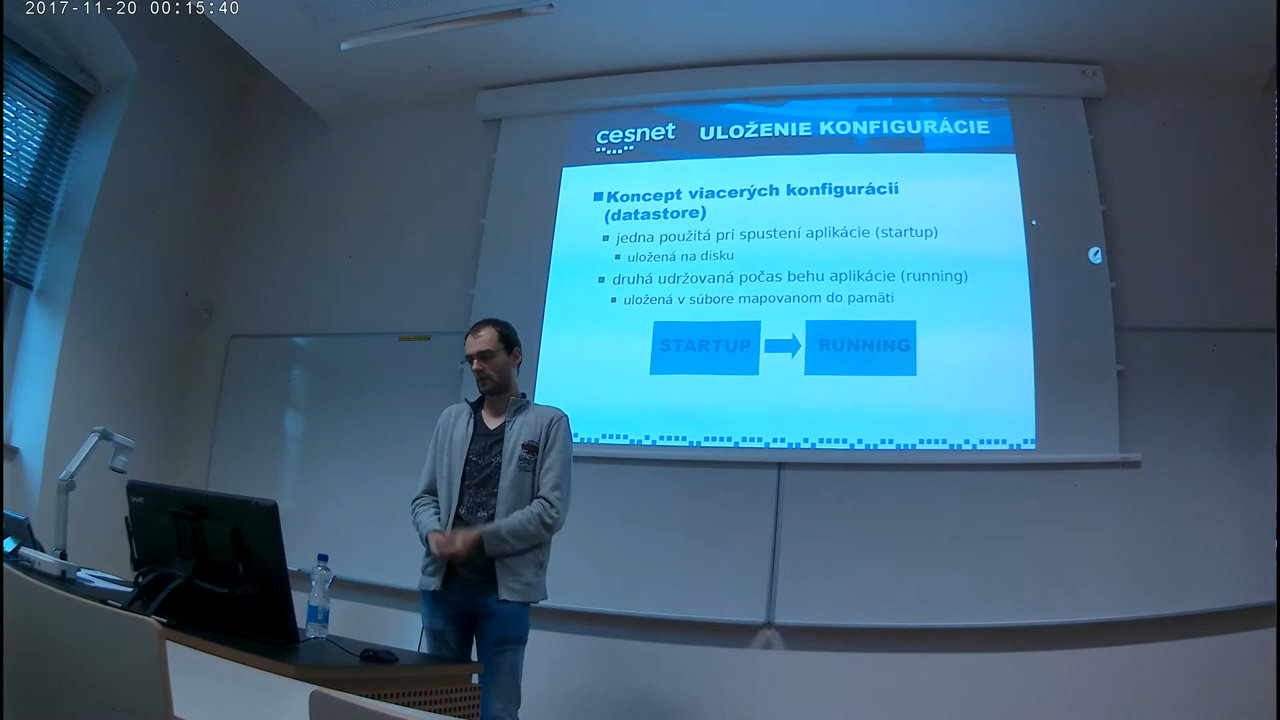 2017-11-20 00:15:40
cesnet
ULOŽENIE KONFIGURÁCIE
Koncept viacerých konfigurácií
(datastore)
jedna použitá pri spustení aplikácie (startup)
uložená na disku
druhá udržovaná počas behu aplikácie (running)
uložená v súbore mapovanom do pamäti
STARTUP
RUNNING